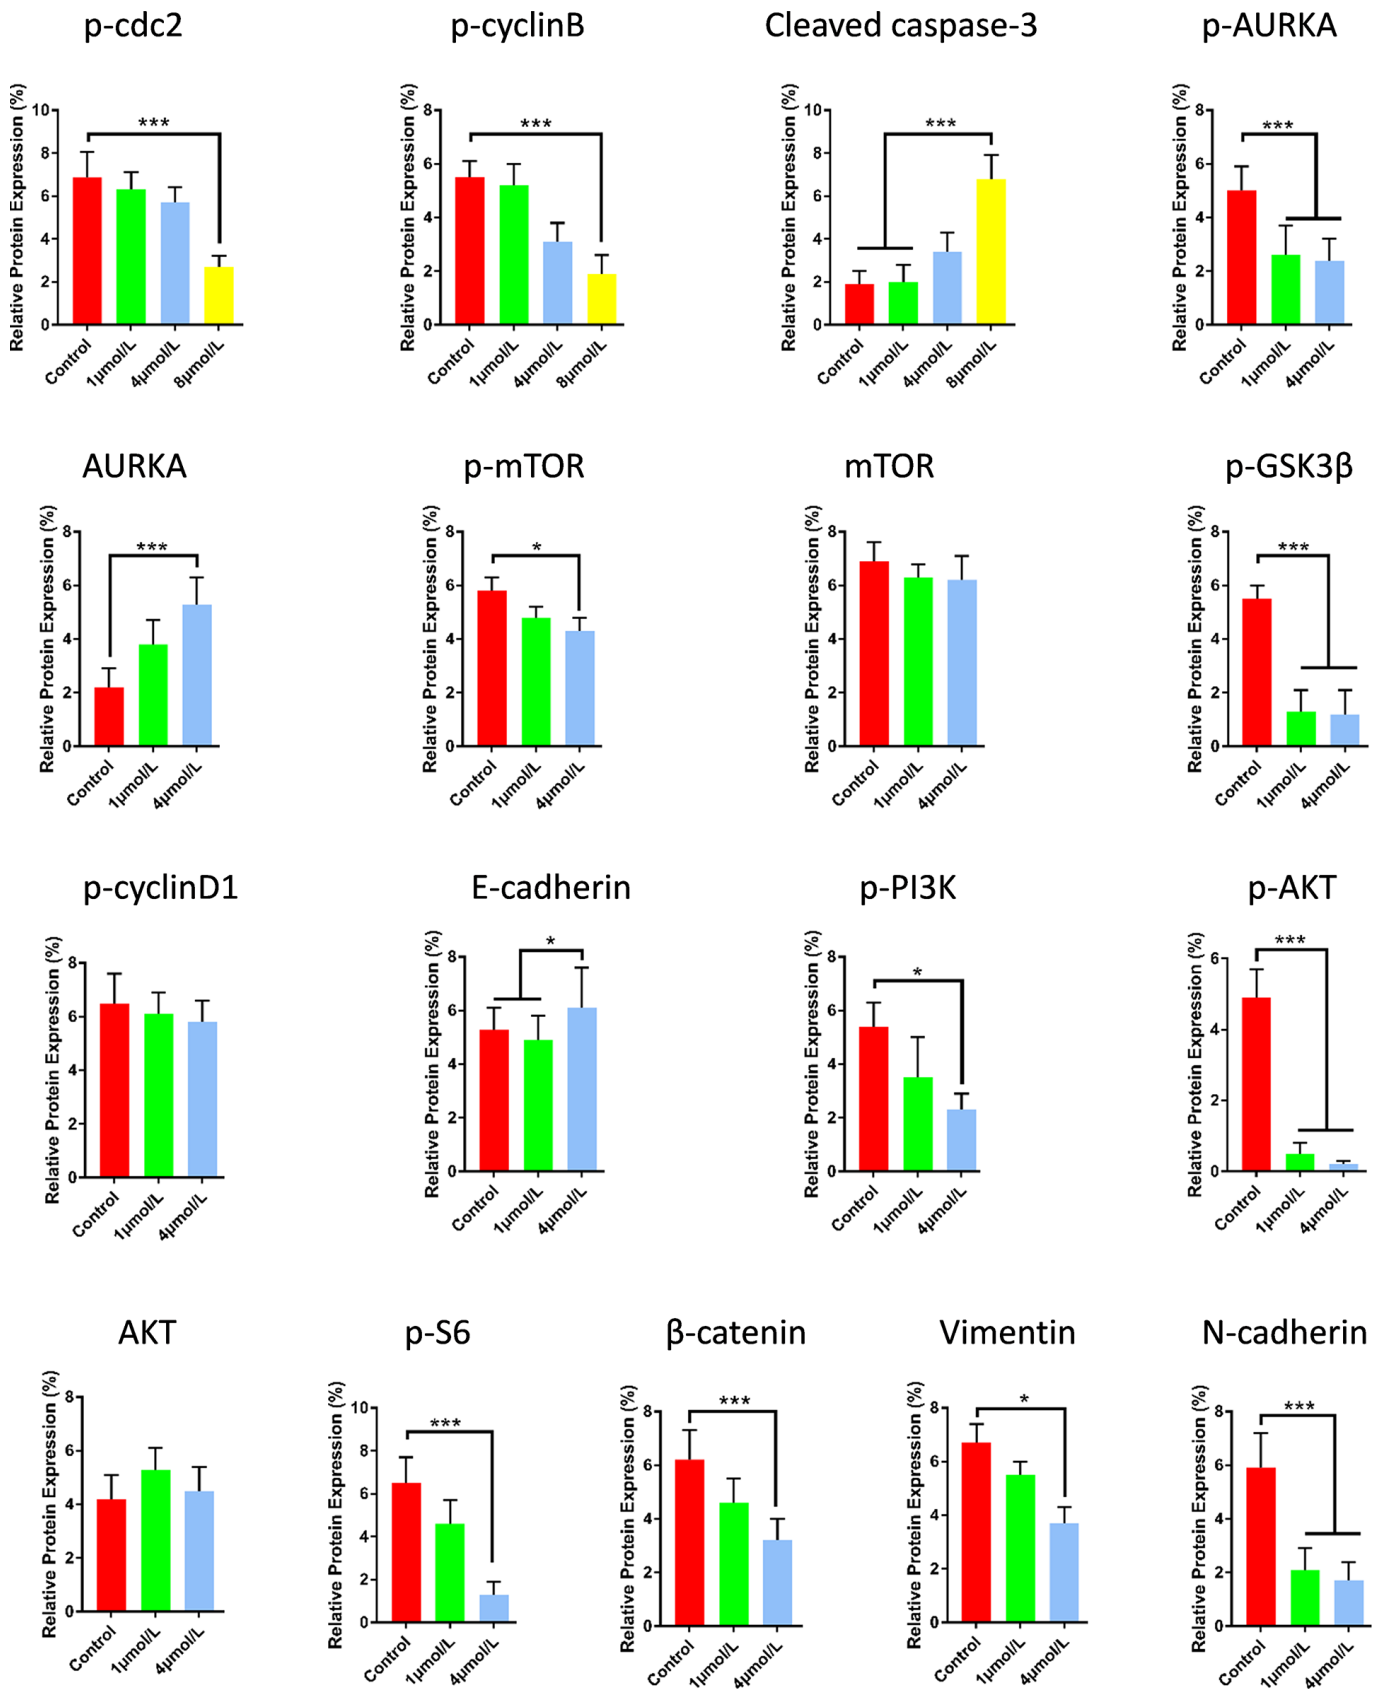 p-cdc2
Relative Protein Expression (%)
10
8
6
4
2
0
***
Control
1μmol/L
4μmol/L
8μmol/L
p-cyclinB
Relative Protein Expression (%)
8
6
4
2
0
***
Control
1μmol/L
4μmol/L
8μmol/L
Cleaved caspase-3
Relative Protein Expression (%)
10
8
6
4
2
0
***
Control
1μmol/L
4μmol/L
8μmol/L
p-AURKA
Relative Protein Expression (%)
8
6
4
2
0
***
Control
1μmol/L
4μmol/L
AURKA
Relative Protein Expression (%)
8
6
4
2
0
***
Control
1μmol/L
4μmol/L
p-mTOR
Relative Protein Expression (%)
8
6
4
2
0
*
Control
1μmol/L
4μmol/L
mTOR
Relative Protein Expression (%)
8
6
4
2
0
Control
1μmol/L
4μmol/L
p-GSK3β
Relative Protein Expression (%)
8
6
4
2
0
***
Control
1μmol/L
4μmol/L
p-cyclinD1
Relative Protein Expression (%)
8
6
4
2
0
Control
1μmol/L
4μmol/L
E-cadherin
Relative Protein Expression (%)
8
6
4
2
0
*
Control
1μmol/L
4μmol/L
p-PI3K
Relative Protein Expression (%)
8
6
4
2
0
*
Control
1μmol/L
4μmol/L
p-AKT
Relative Protein Expression (%)
6
4
2
0
***
Control
1μmol/L
4μmol/L
AKT
Relative Protein Expression (%)
8
6
4
2
0
Control
1μmol/L
4μmol/L
p-S6
Relative Protein Expression (%)
10
8
6
4
2
0
***
Control
1μmol/L
4μmol/L
β-catenin
Relative Protein Expression (%)
8
6
4
2
0
***
Control
1μmol/L
4μmol/L
Vimentin
Relative Protein Expression (%)
8
6
4
2
0
*
Control
1μmol/L
4μmol/L
N-cadherin
Relative Protein Expression (%)
8
6
4
2
0
***
Control
1μmol/L
4μmol/L